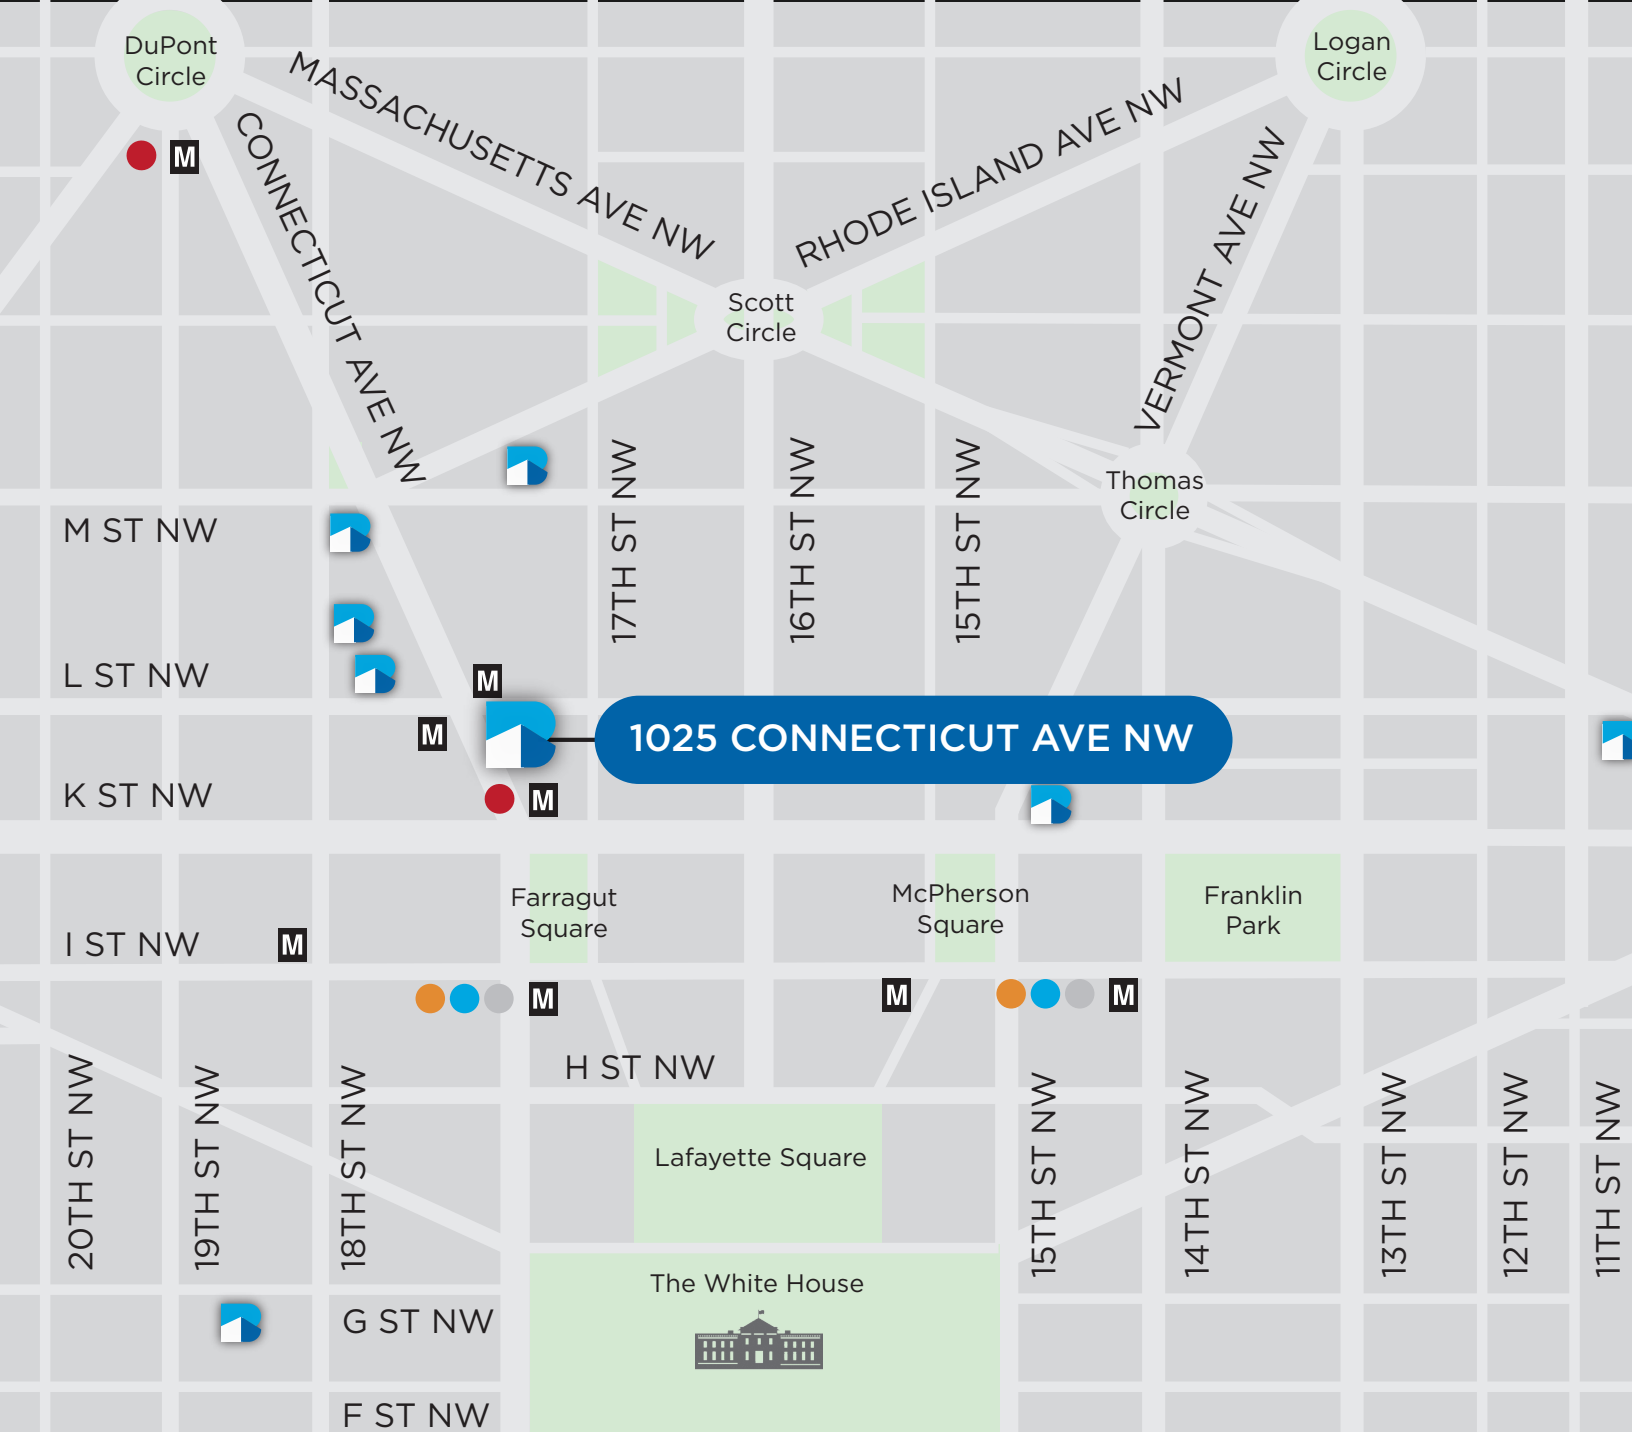 DuPont
Circle
Logan
Circle
MASSACHUSETTS AVE NW
RHODE ISLAND AVE NW
CONNECTICUT AVE NW
VERMONT AVE NW
M
Scott
Circle
Thomas
Circle
17TH ST NW
16TH ST NW
15TH ST NW
M ST NW
L ST NW
M
M
1025 CONNECTICUT AVE NW
K ST NW
M
Farragut
Square
McPherson
Square
Franklin
Park
I ST NW
M
M
M
M
H ST NW
20TH ST NW
19TH ST NW
18TH ST NW
15TH ST NW
14TH ST NW
13TH ST NW
12TH ST NW
11TH ST NW
Lafayette Square
The White House
G ST NW
F ST NW